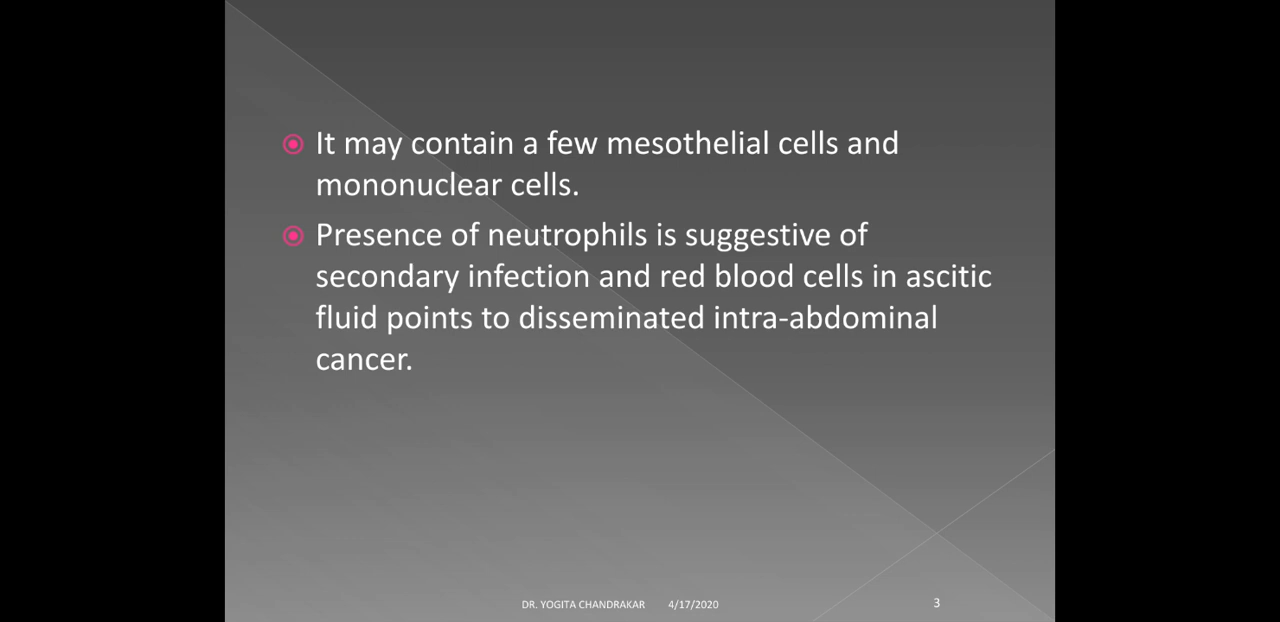 It may contain a few mesothelial cells and
mononuclear cells.
Presence of neutrophils is suggestive of
secondary infection and red blood cells in ascitic
fluid points to disseminated intra-abdominal
cancer.
DR. YOGITA CHANDRAKAR 4/17/2020 3